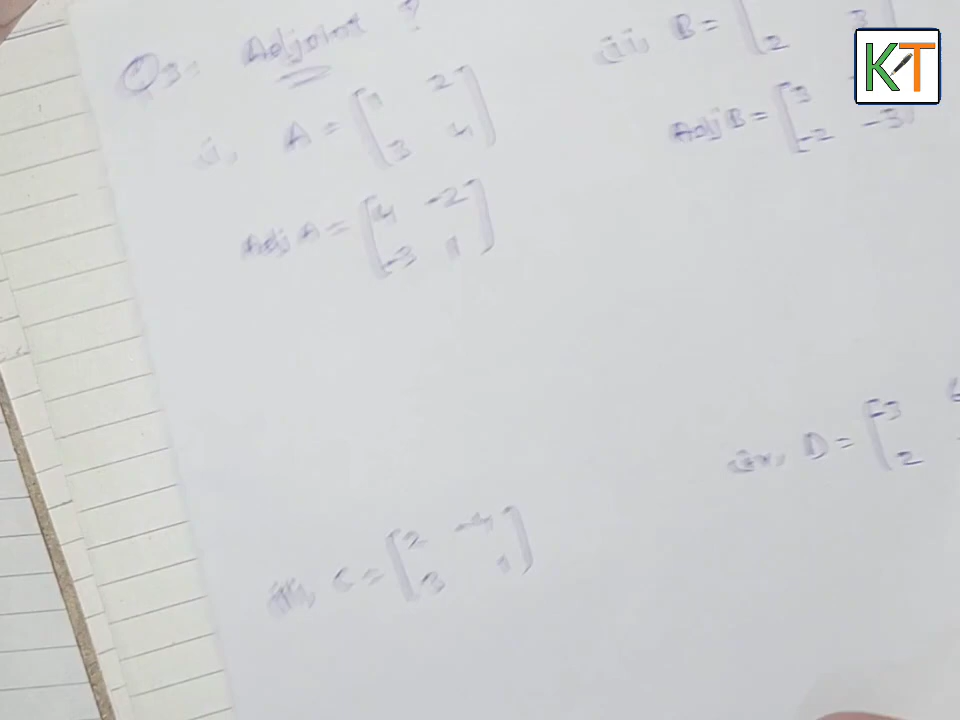 Q3: Adjoint ?
i), A = [1 2
3 4]
Adj A = [4 -2
-3 1]
ii), B = [
2 3
Adj B = [3
-2 -3]
iii), C = [2 -4
3 1]
iv), D = [-3 6
2
KT